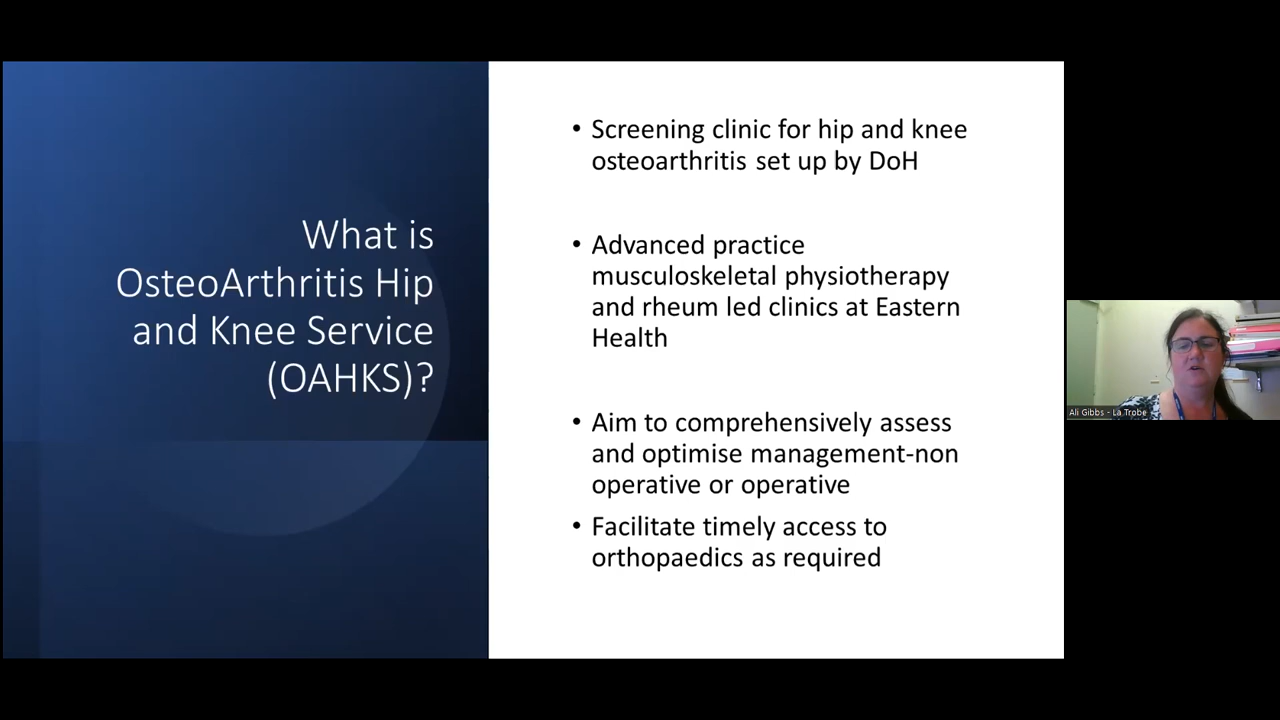 What is
OsteoArthritis Hip
and Knee Service
(OAHKS)?
• Screening clinic for hip and knee
osteoarthritis set up by DoH
• Advanced practice
musculoskeletal physiotherapy
and rheum led clinics at Eastern
Health
• Aim to comprehensively assess
and optimise management-non
operative or operative
• Facilitate timely access to
orthopaedics as required
Ali Gibbs - La Trobe